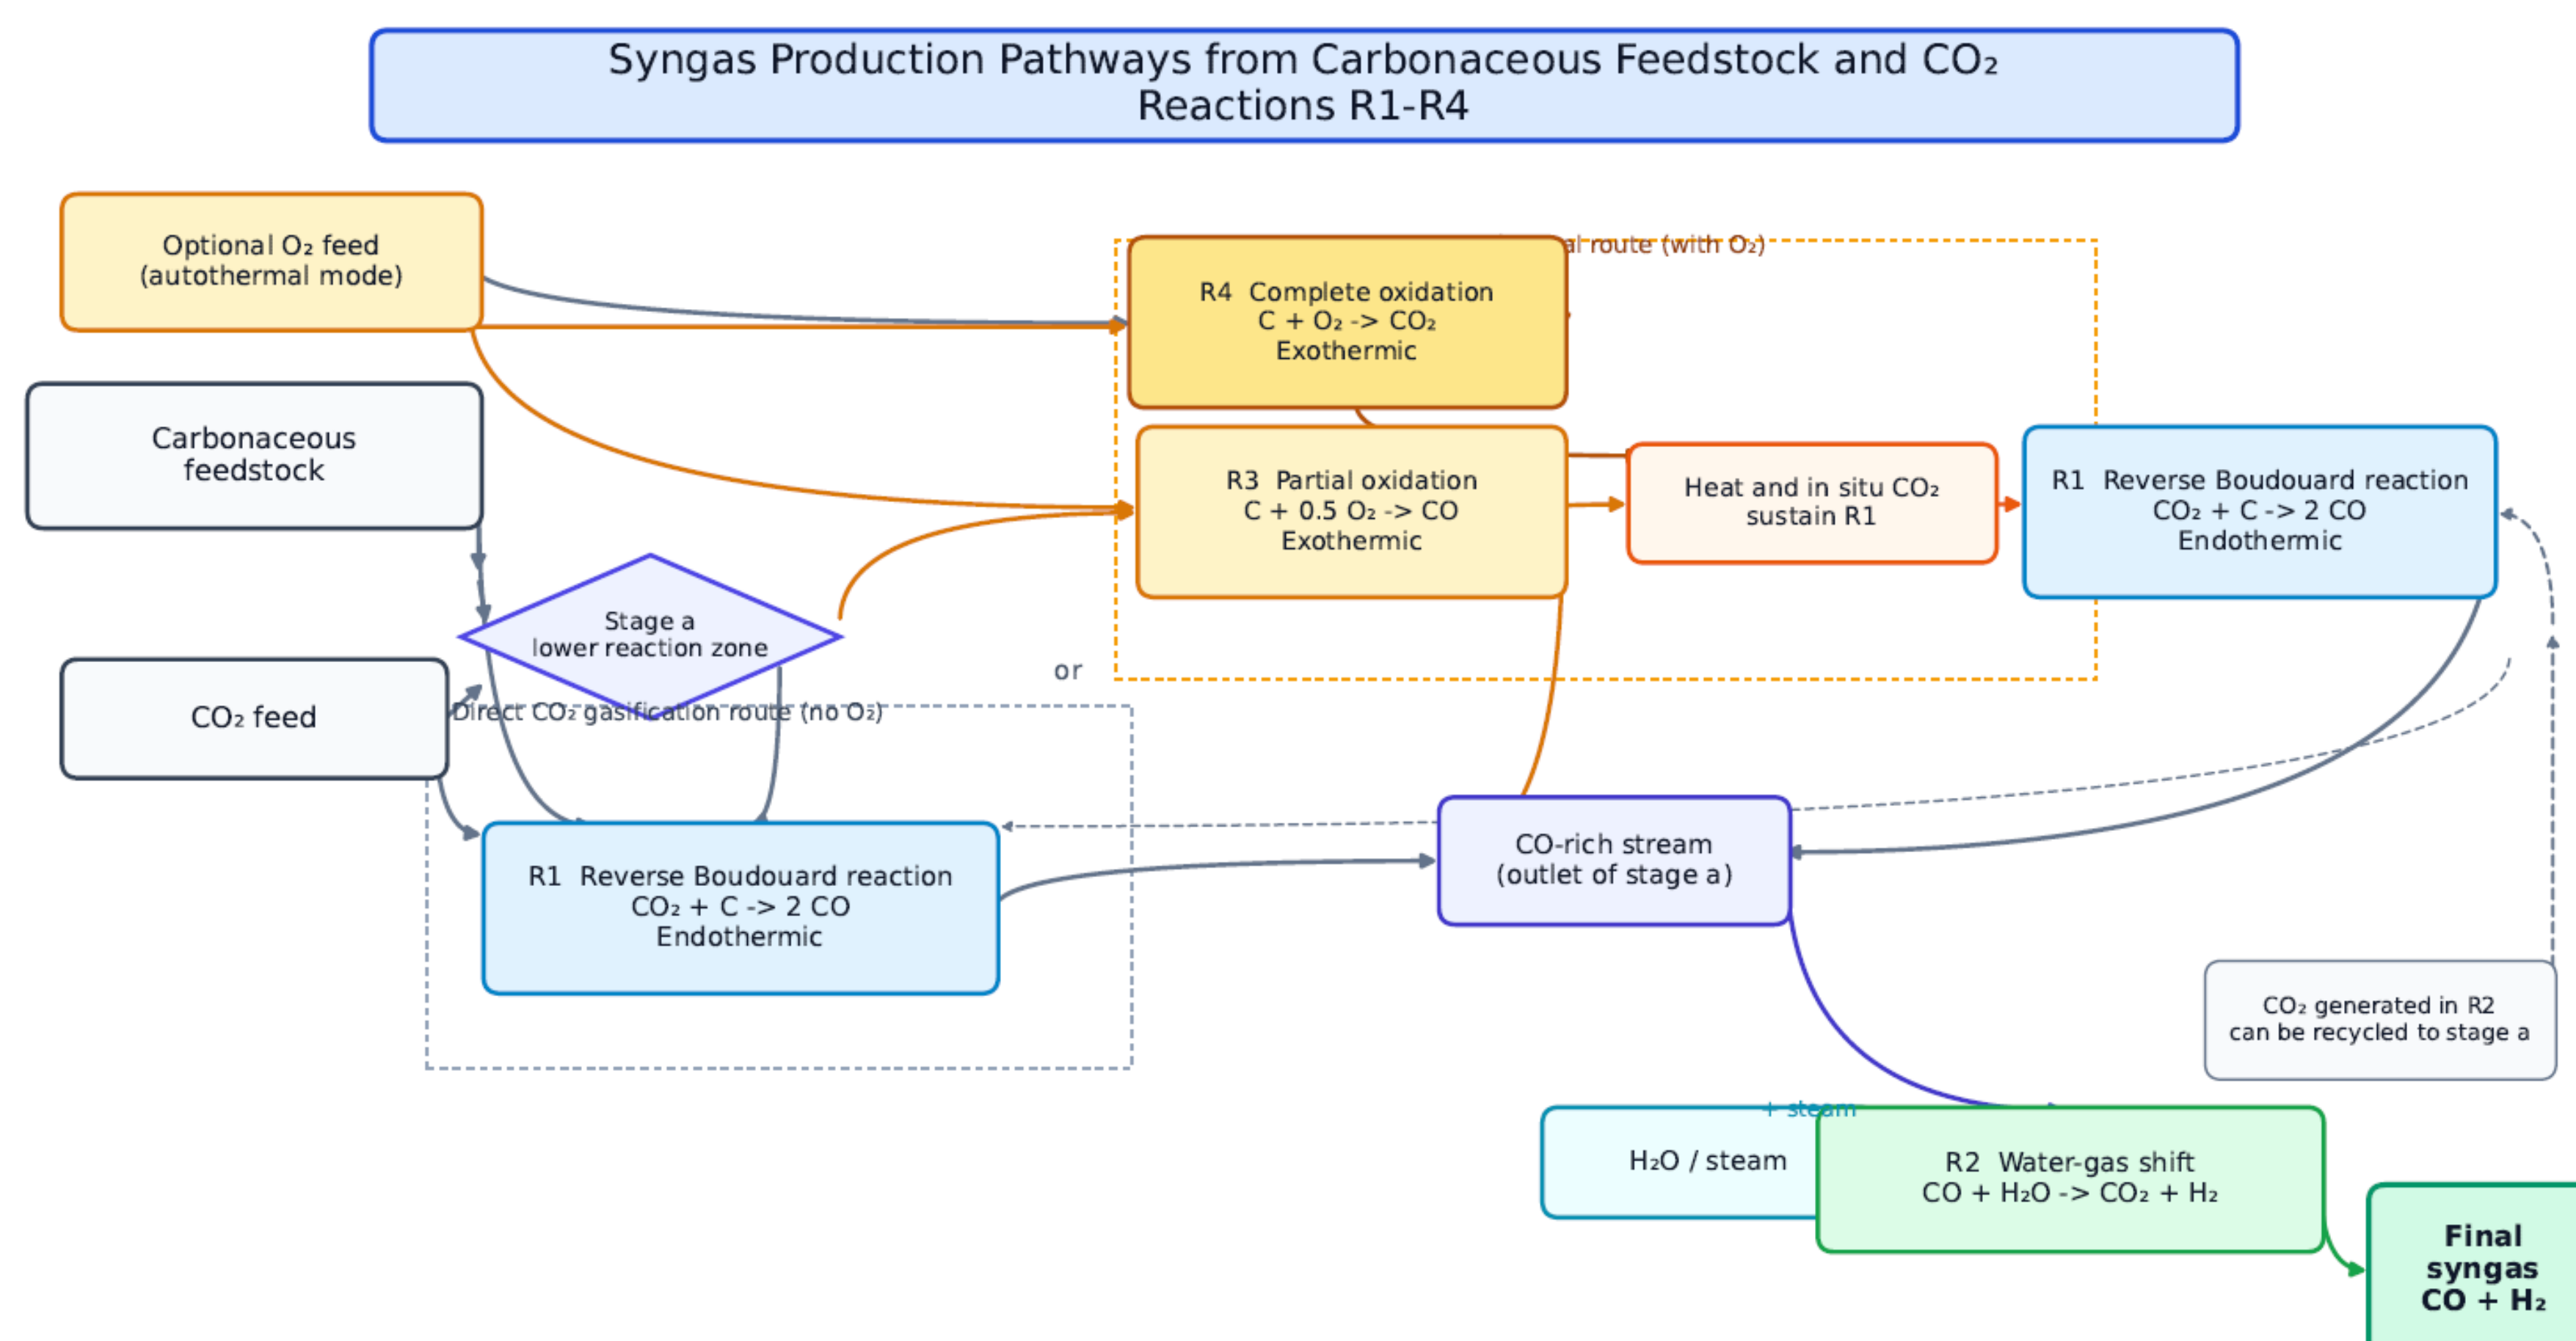 Syngas Production Pathways from Carbonaceous Feedstock and CO₂
Reactions R1-R4
Optional O₂ feed
(autothermal mode)
route (with O₂)
R4  Complete oxidation
C + O₂ -> CO₂
Exothermic
Carbonaceous
feedstock
R3  Partial oxidation
C + 0.5 O₂ -> CO
Exothermic
Heat and in situ CO₂
sustain R1
R1  Reverse Boudouard reaction
CO₂ + C -> 2 CO
Endothermic
Stage a
lower reaction zone
or
CO₂ feed
Direct CO₂ gasification route (no O₂)
R1  Reverse Boudouard reaction
CO₂ + C -> 2 CO
Endothermic
CO-rich stream
(outlet of stage a)
CO₂ generated in R2
can be recycled to stage a
+ steam
H₂O / steam
R2  Water-gas shift
CO + H₂O -> CO₂ + H₂
Final
syngas
CO + H₂